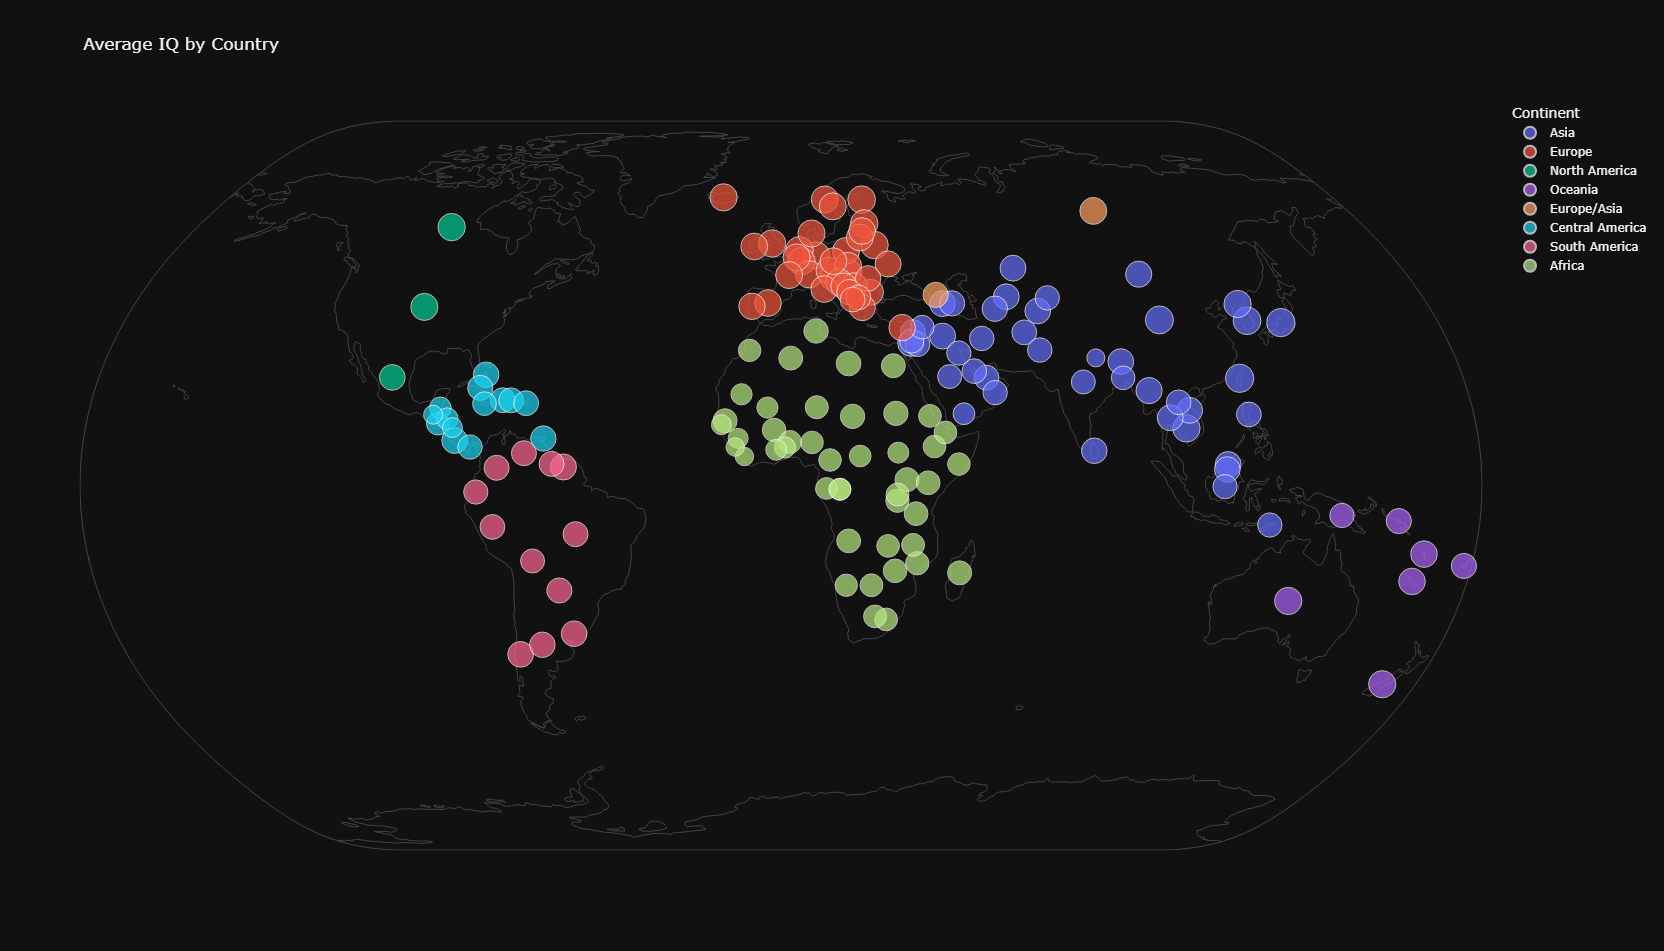 Average IQ by Country
Continent
Asia
Europe
North America
Oceania
Europe/Asia
Central America
South America
Africa